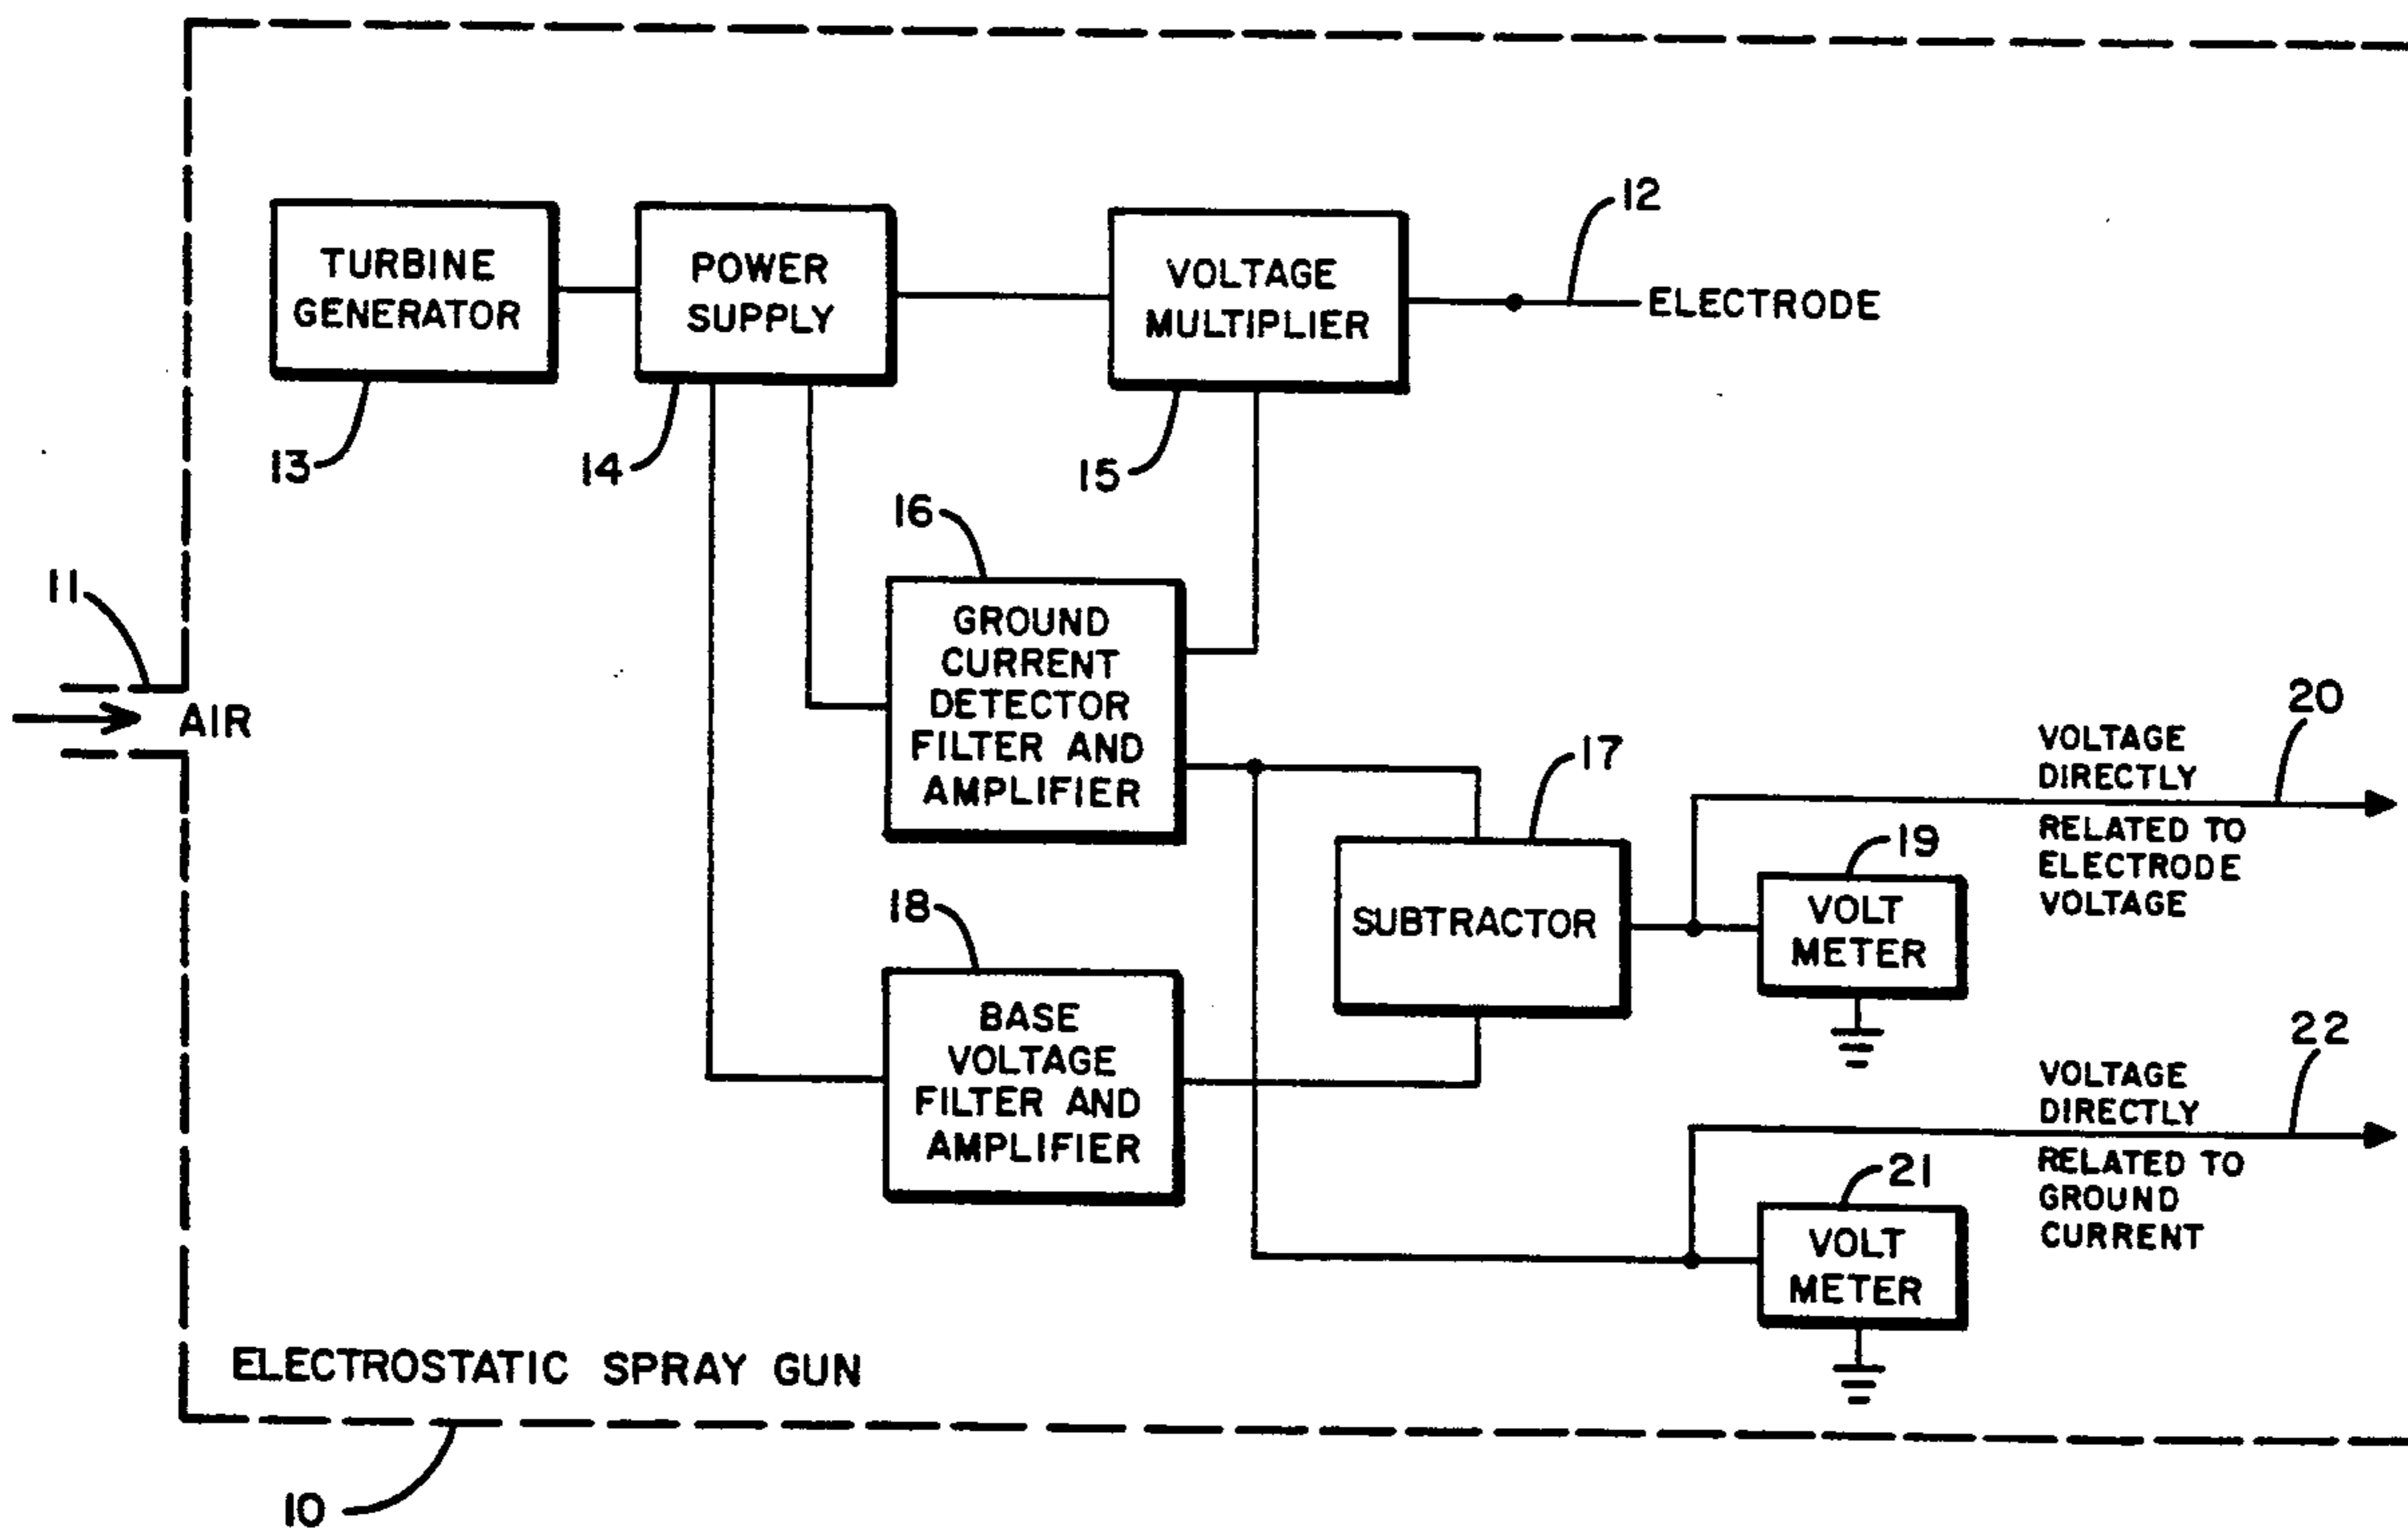 12
TURBINE
GENERATOR
POWER
SUPPLY
VOLTAGE
MULTIPLIER
ELECTRODE
13
14
15
16
11
AIR
GROUND
CURRENT
DETECTOR
FILTER AND
AMPLIFIER
17
20
VOLTAGE
DIRECTLY
RELATED TO
ELECTRODE
VOLTAGE
19
VOLT
METER
SUBTRACTOR
18
BASE
VOLTAGE
FILTER AND
AMPLIFIER
22
VOLTAGE
DIRECTLY
RELATED TO
GROUND
CURRENT
21
VOLT
METER
ELECTROSTATIC SPRAY GUN
10